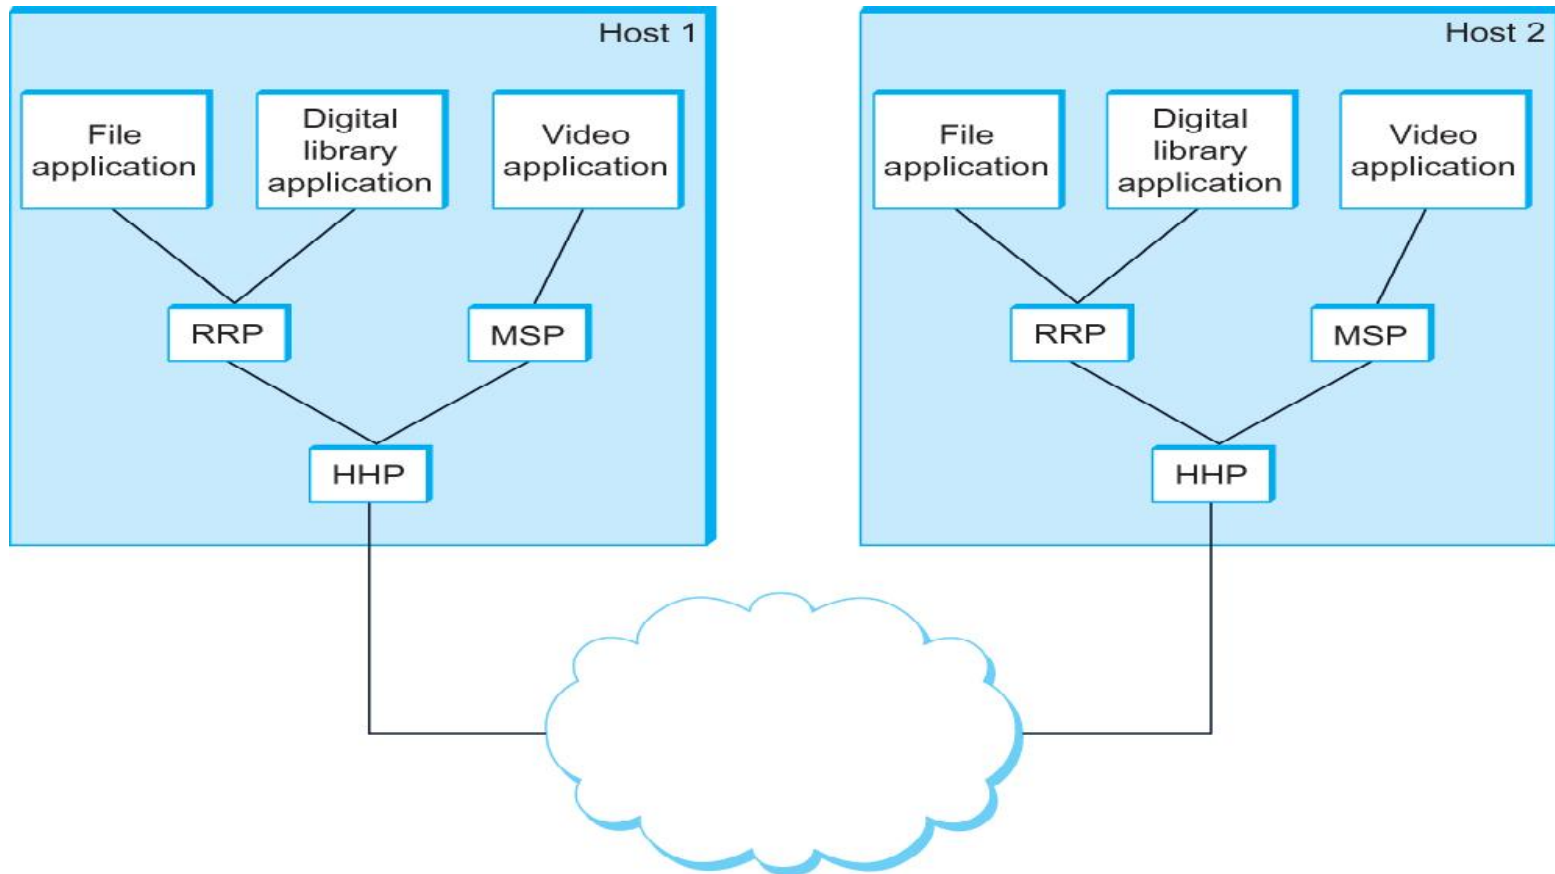 Host 1
File
application
Digital
library
application
Video
application
RRP
MSP
HHP
Host 2
File
application
Digital
library
application
Video
application
RRP
MSP
HHP